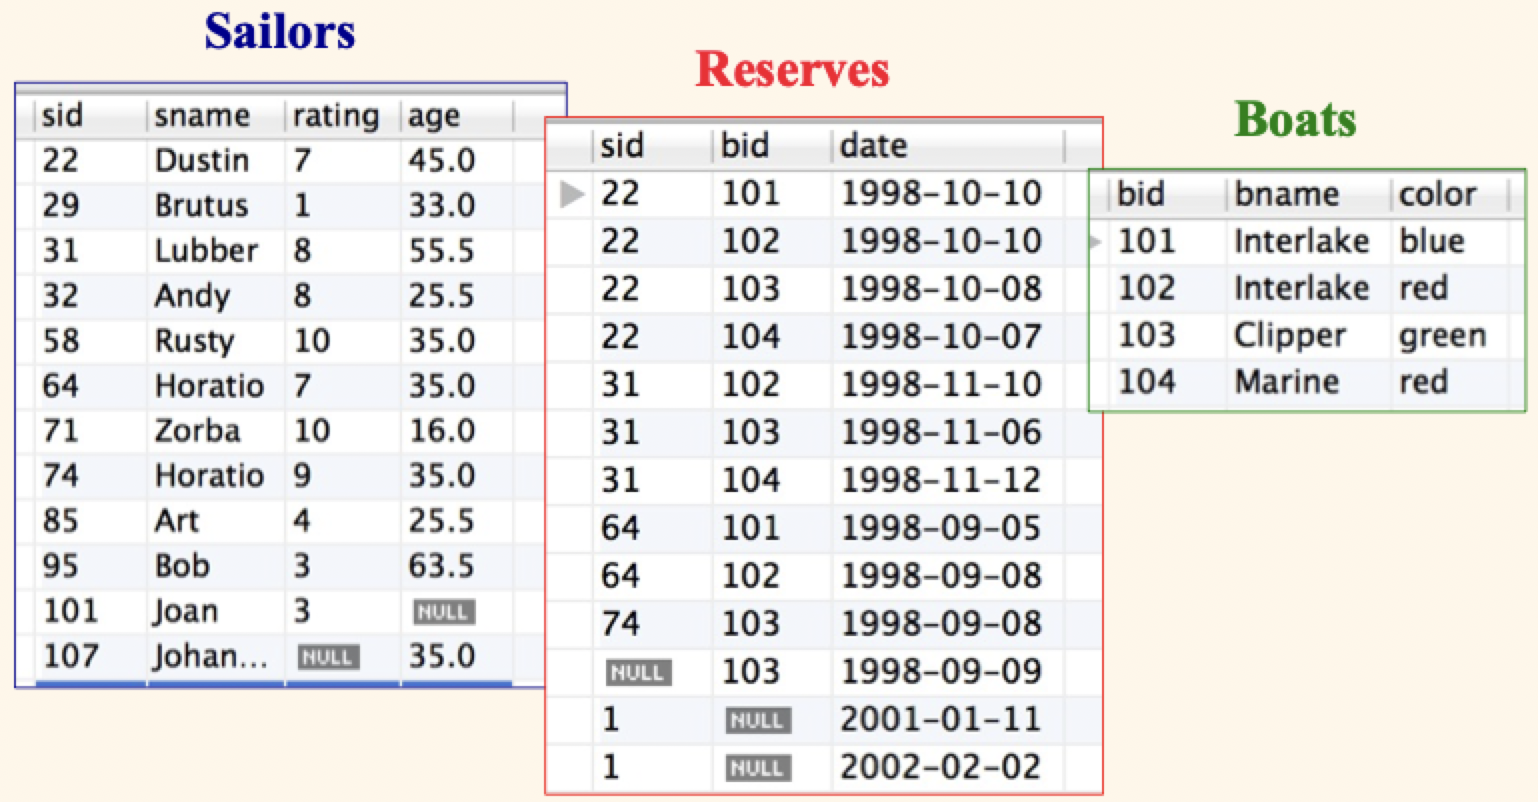 Sailors
sid sname rating age
22 Dustin 7 45.0
29 Brutus 1 33.0
31 Lubber 8 55.5
32 Andy 8 25.5
58 Rusty 10 35.0
64 Horatio 7 35.0
71 Zorba 10 16.0
74 Horatio 9 35.0
85 Art 4 25.5
95 Bob 3 63.5
101 Joan 3 NULL
107 Johan... NULL 35.0
Reserves
sid bid date
22 101 1998-10-10
22 102 1998-10-10
22 103 1998-10-08
22 104 1998-10-07
31 102 1998-11-10
31 103 1998-11-06
31 104 1998-11-12
64 101 1998-09-05
64 102 1998-09-08
74 103 1998-09-08
NULL 103 1998-09-09
1 NULL 2001-01-11
1 NULL 2002-02-02
Boats
bid bname color
101 Interlake blue
102 Interlake red
103 Clipper green
104 Marine red